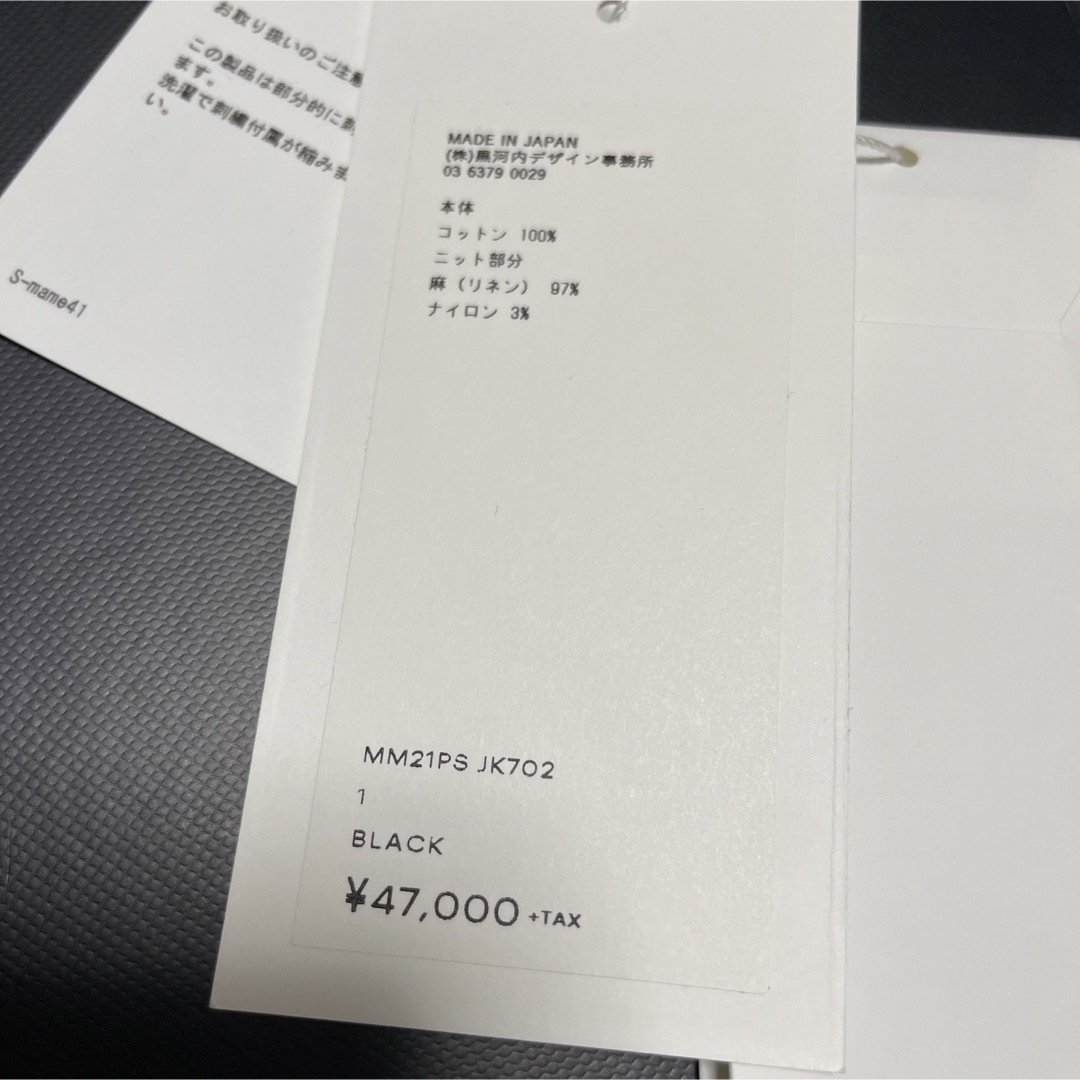 お取り扱いのご注意
この製品は部分的に刺
ます。
洗濯で刺繍付属が縮みま
い。
S-mame41
MADE IN JAPAN
(株)黒河内デザイン事務所
03 6379 0029
本体
コットン 100%
ニット部分
麻（リネン） 97%
ナイロン 3%
MM21PS JK702
1
BLACK
¥47,000 +TAX